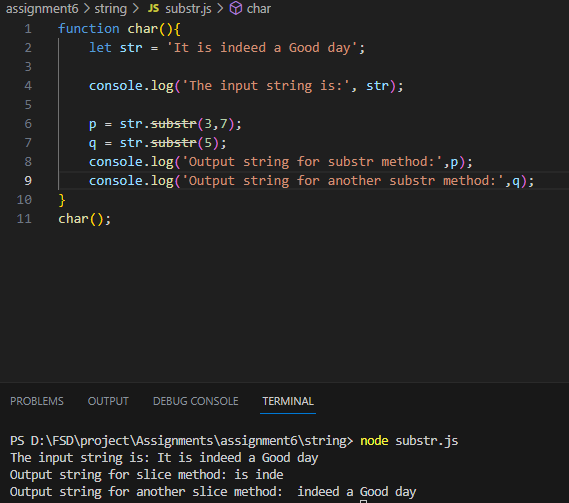 assignment6 > string > JS substr.js > char
1 function char(){
2     let str = 'It is indeed a Good day';
3
4     console.log('The input string is:', str);
5
6     p = str.substr(3,7);
7     q = str.substr(5);
8     console.log('Output string for substr method:',p);
9     console.log('Output string for another substr method:',q);
10 }
11 char();
PROBLEMS OUTPUT DEBUG CONSOLE TERMINAL
PS D:\FSD\project\Assignments\assignment6\string> node substr.js
The input string is: It is indeed a Good day
Output string for slice method: is inde
Output string for another slice method:  indeed a Good day